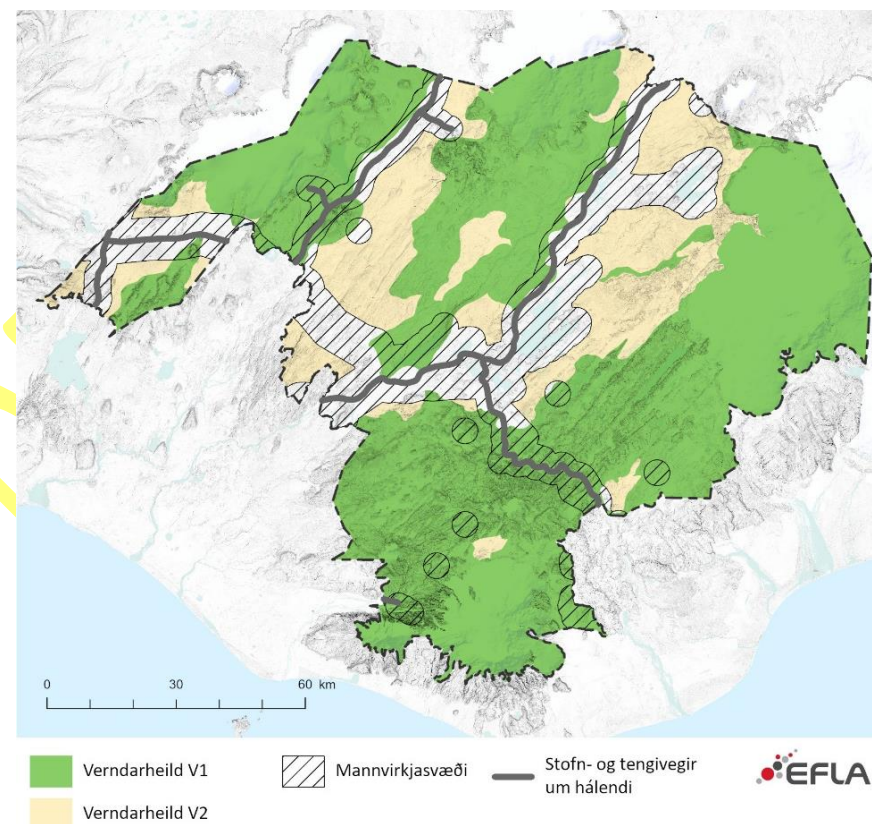 0 30 60 km
Verndarheild V1
Verndarheild V2
Mannvirkjasvæði
Stofn- og tengivegir
um hálendi
EFLA